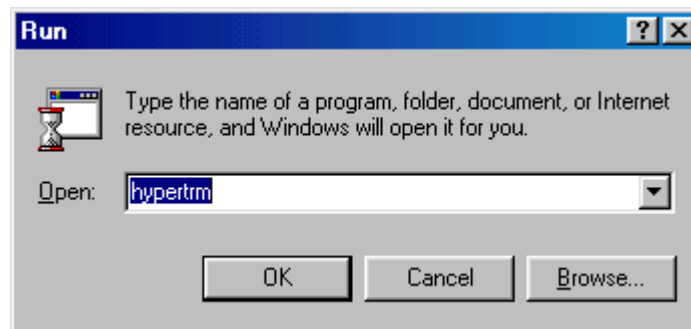 Run
Type the name of a program, folder, document, or Internet
resource, and Windows will open it for you.
Open: hypertrm
OK Cancel Browse...